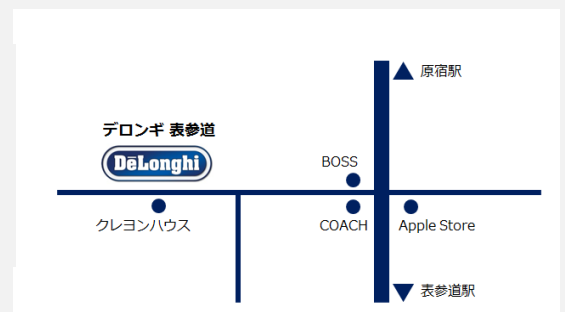 原宿駅
デロンギ 表参道
DēLonghi
BOSS
クレヨンハウス
COACH
Apple Store
表参道駅